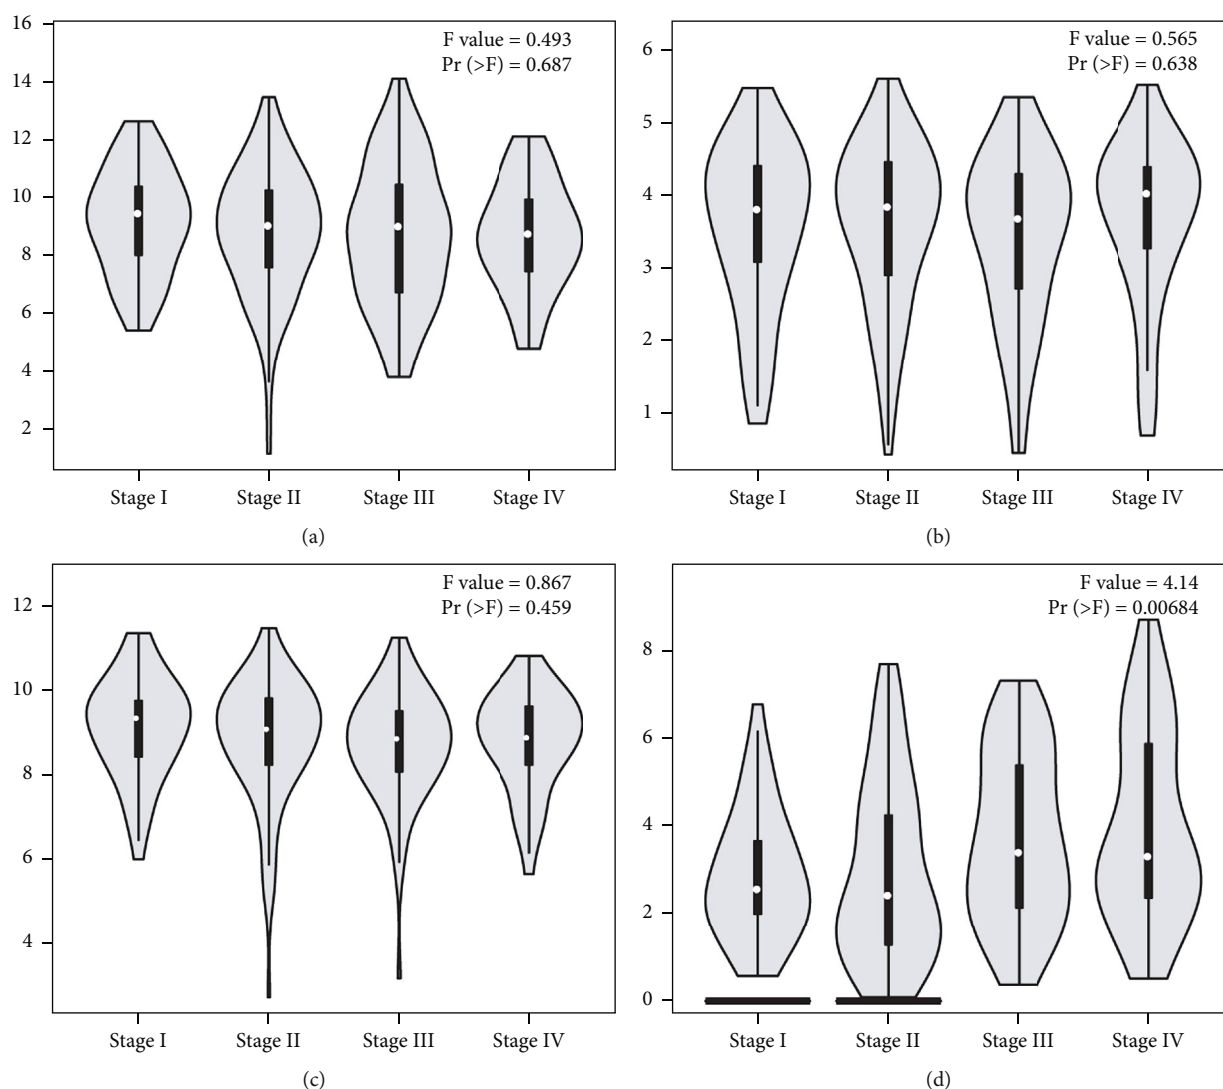 F value = 0.493
Pr (>F) = 0.687
16
14
12
10
8
6
4
2
Stage I
Stage II
Stage III
Stage IV
(a)
F value = 0.565
Pr (>F) = 0.638
6
5
4
3
2
1
Stage I
Stage II
Stage III
Stage IV
(b)
F value = 0.867
Pr (>F) = 0.459
12
10
8
6
4
Stage I
Stage II
Stage III
Stage IV
(c)
F value = 4.14
Pr (>F) = 0.00684
8
6
4
2
0
Stage I
Stage II
Stage III
Stage IV
(d)